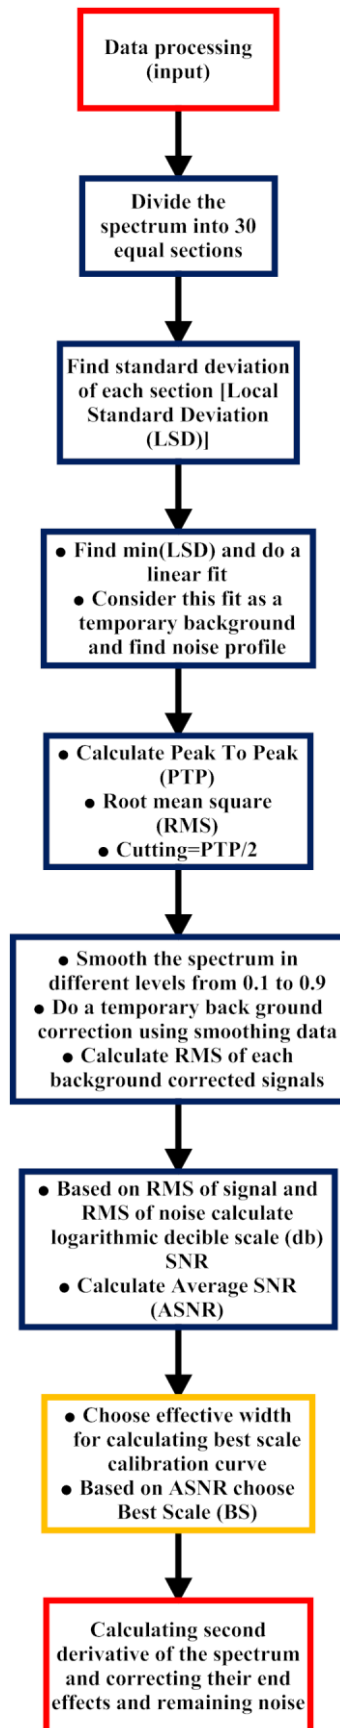 Data processing
(input)
Divide the
spectrum into 30
equal sections
Find standard deviation
of each section [Local
Standard Deviation
(LSD)]
● Find min(LSD) and do a
linear fit
● Consider this fit as a
temporary background
and find noise profile
● Calculate Peak To Peak
(PTP)
● Root mean square
(RMS)
● Cutting=PTP/2
● Smooth the spectrum in
different levels from 0.1 to 0.9
● Do a temporary back ground
correction using smoothing data
● Calculate RMS of each
background corrected signals
● Based on RMS of signal and
RMS of noise calculate
logarithmic decible scale (db)
SNR
● Calculate Average SNR
(ASNR)
● Choose effective width
for calculating best scale
calibration curve
● Based on ASNR choose
Best Scale (BS)
Calculating second
derivative of the spectrum
and correcting their end
effects and remaining noise